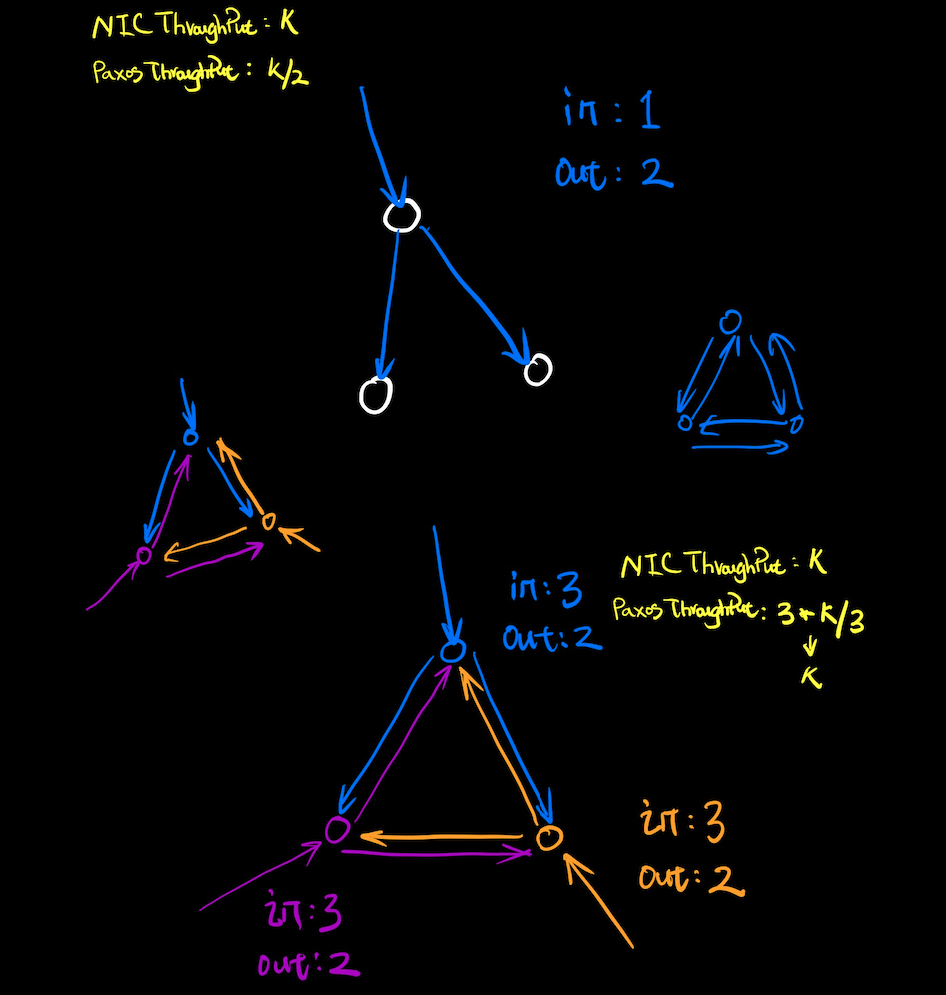 NIC ThroughPut: K
Paxos ThroughPut: K/2
in: 1
out: 2
in:3
out:2
NIC ThroughPut: K
Paxos ThroughPut: 3*K/3
K
in:3
out:2
in:3
out:2